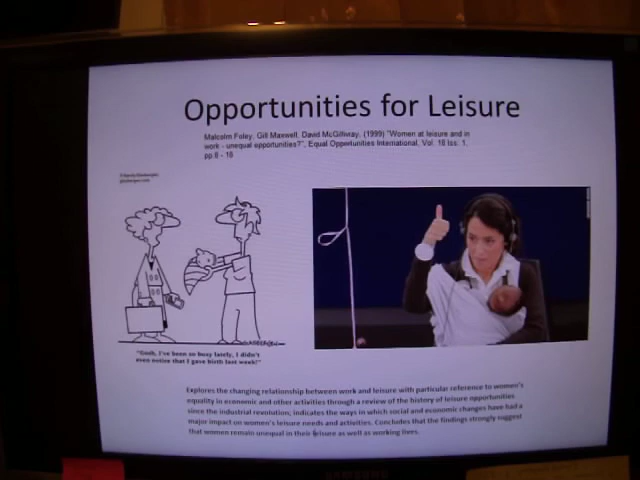 Opportunities for Leisure
Malcolm Foley, Gill Maxwell, David McGillivray, (1999) "Women at leisure and in
work - unequal opportunities?", Equal Opportunities International, Vol. 18 Iss: 1,
pp 8 - 16
"Gosh, I've been so busy lately, I didn't
even notice that I gave birth last week!"
Explores the changing relationship between work and leisure with particular reference to women's
equality in economic and other activities through a review of the history of leisure opportunities
since the industrial revolution; indicates the ways in which social and economic changes have had a
major impact on women's leisure needs and activities. Concludes that the findings strongly suggest
that women remain unequal in their leisure as well as working lives.
SAMSUNG